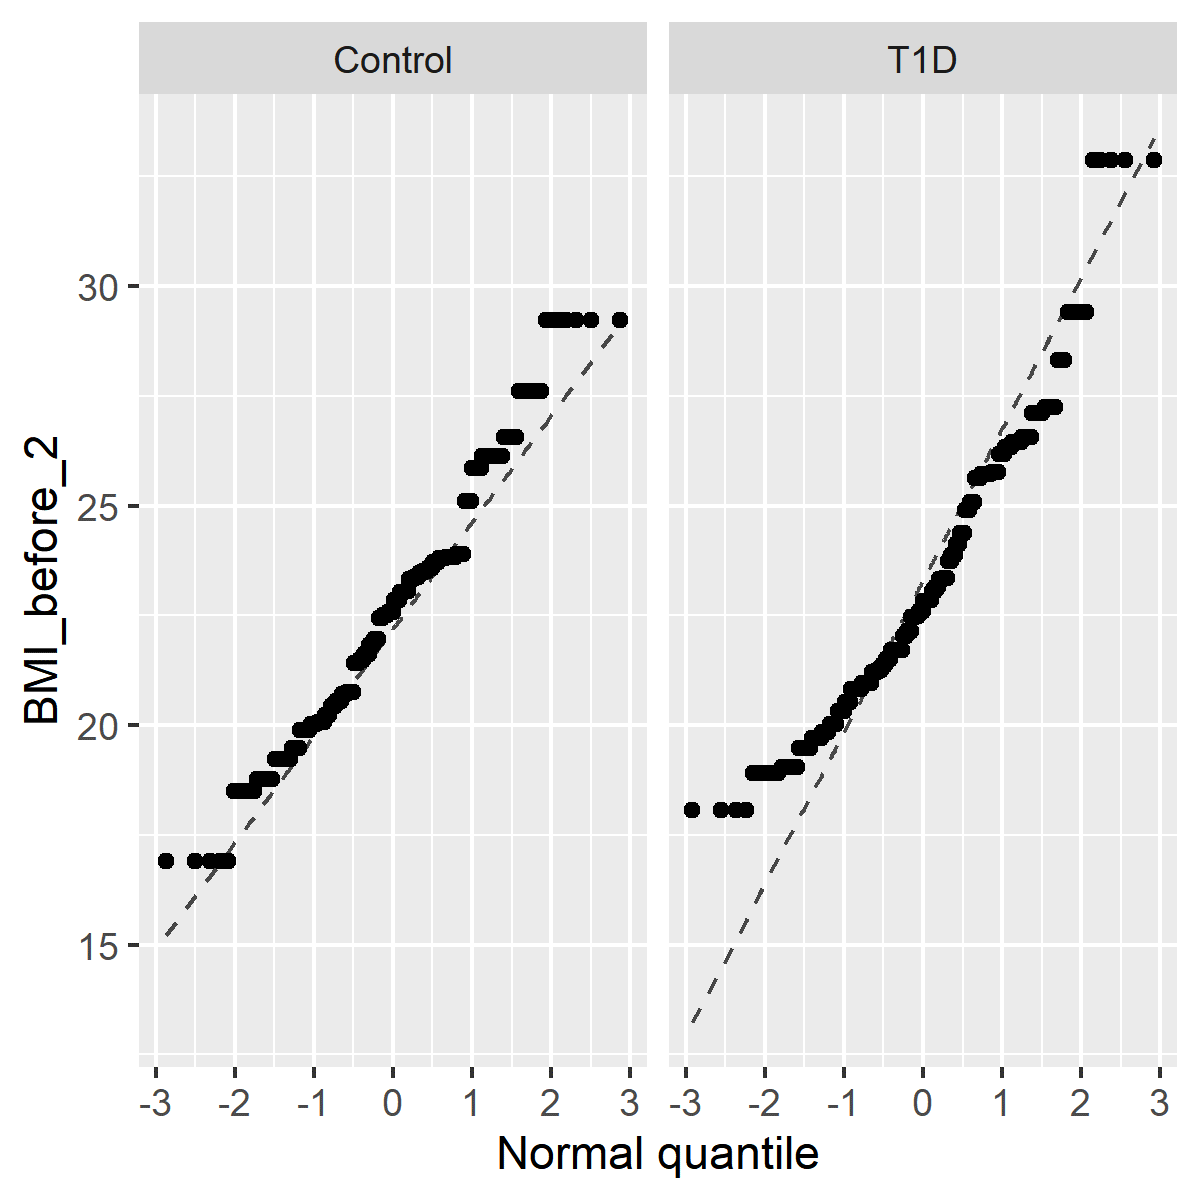 Control
T1D
BMI_before_2
30
25
20
15
-3 -2 -1 0 1 2 3
-3 -2 -1 0 1 2 3
Normal quantile